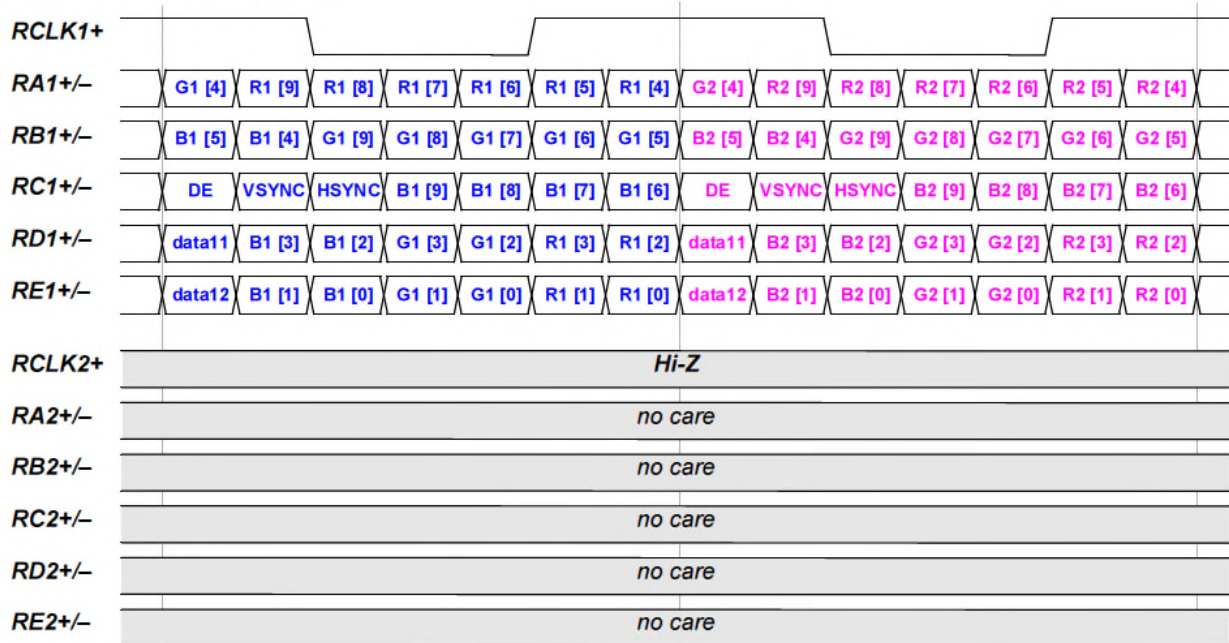 RCLK1+
RA1+/– G1 [4] R1 [9] R1 [8] R1 [7] R1 [6] R1 [5] R1 [4] G2 [4] R2 [9] R2 [8] R2 [7] R2 [6] R2 [5] R2 [4]
RB1+/– B1 [5] B1 [4] G1 [9] G1 [8] G1 [7] G1 [6] G1 [5] B2 [5] B2 [4] G2 [9] G2 [8] G2 [7] G2 [6] G2 [5]
RC1+/– DE VSYNC HSYNC B1 [9] B1 [8] B1 [7] B1 [6] DE VSYNC HSYNC B2 [9] B2 [8] B2 [7] B2 [6]
RD1+/– data11 B1 [3] B1 [2] G1 [3] G1 [2] R1 [3] R1 [2] data11 B2 [3] B2 [2] G2 [3] G2 [2] R2 [3] R2 [2]
RE1+/– data12 B1 [1] B1 [0] G1 [1] G1 [0] R1 [1] R1 [0] data12 B2 [1] B2 [0] G2 [1] G2 [0] R2 [1] R2 [0]
RCLK2+ Hi-Z
RA2+/– no care
RB2+/– no care
RC2+/– no care
RD2+/– no care
RE2+/– no care